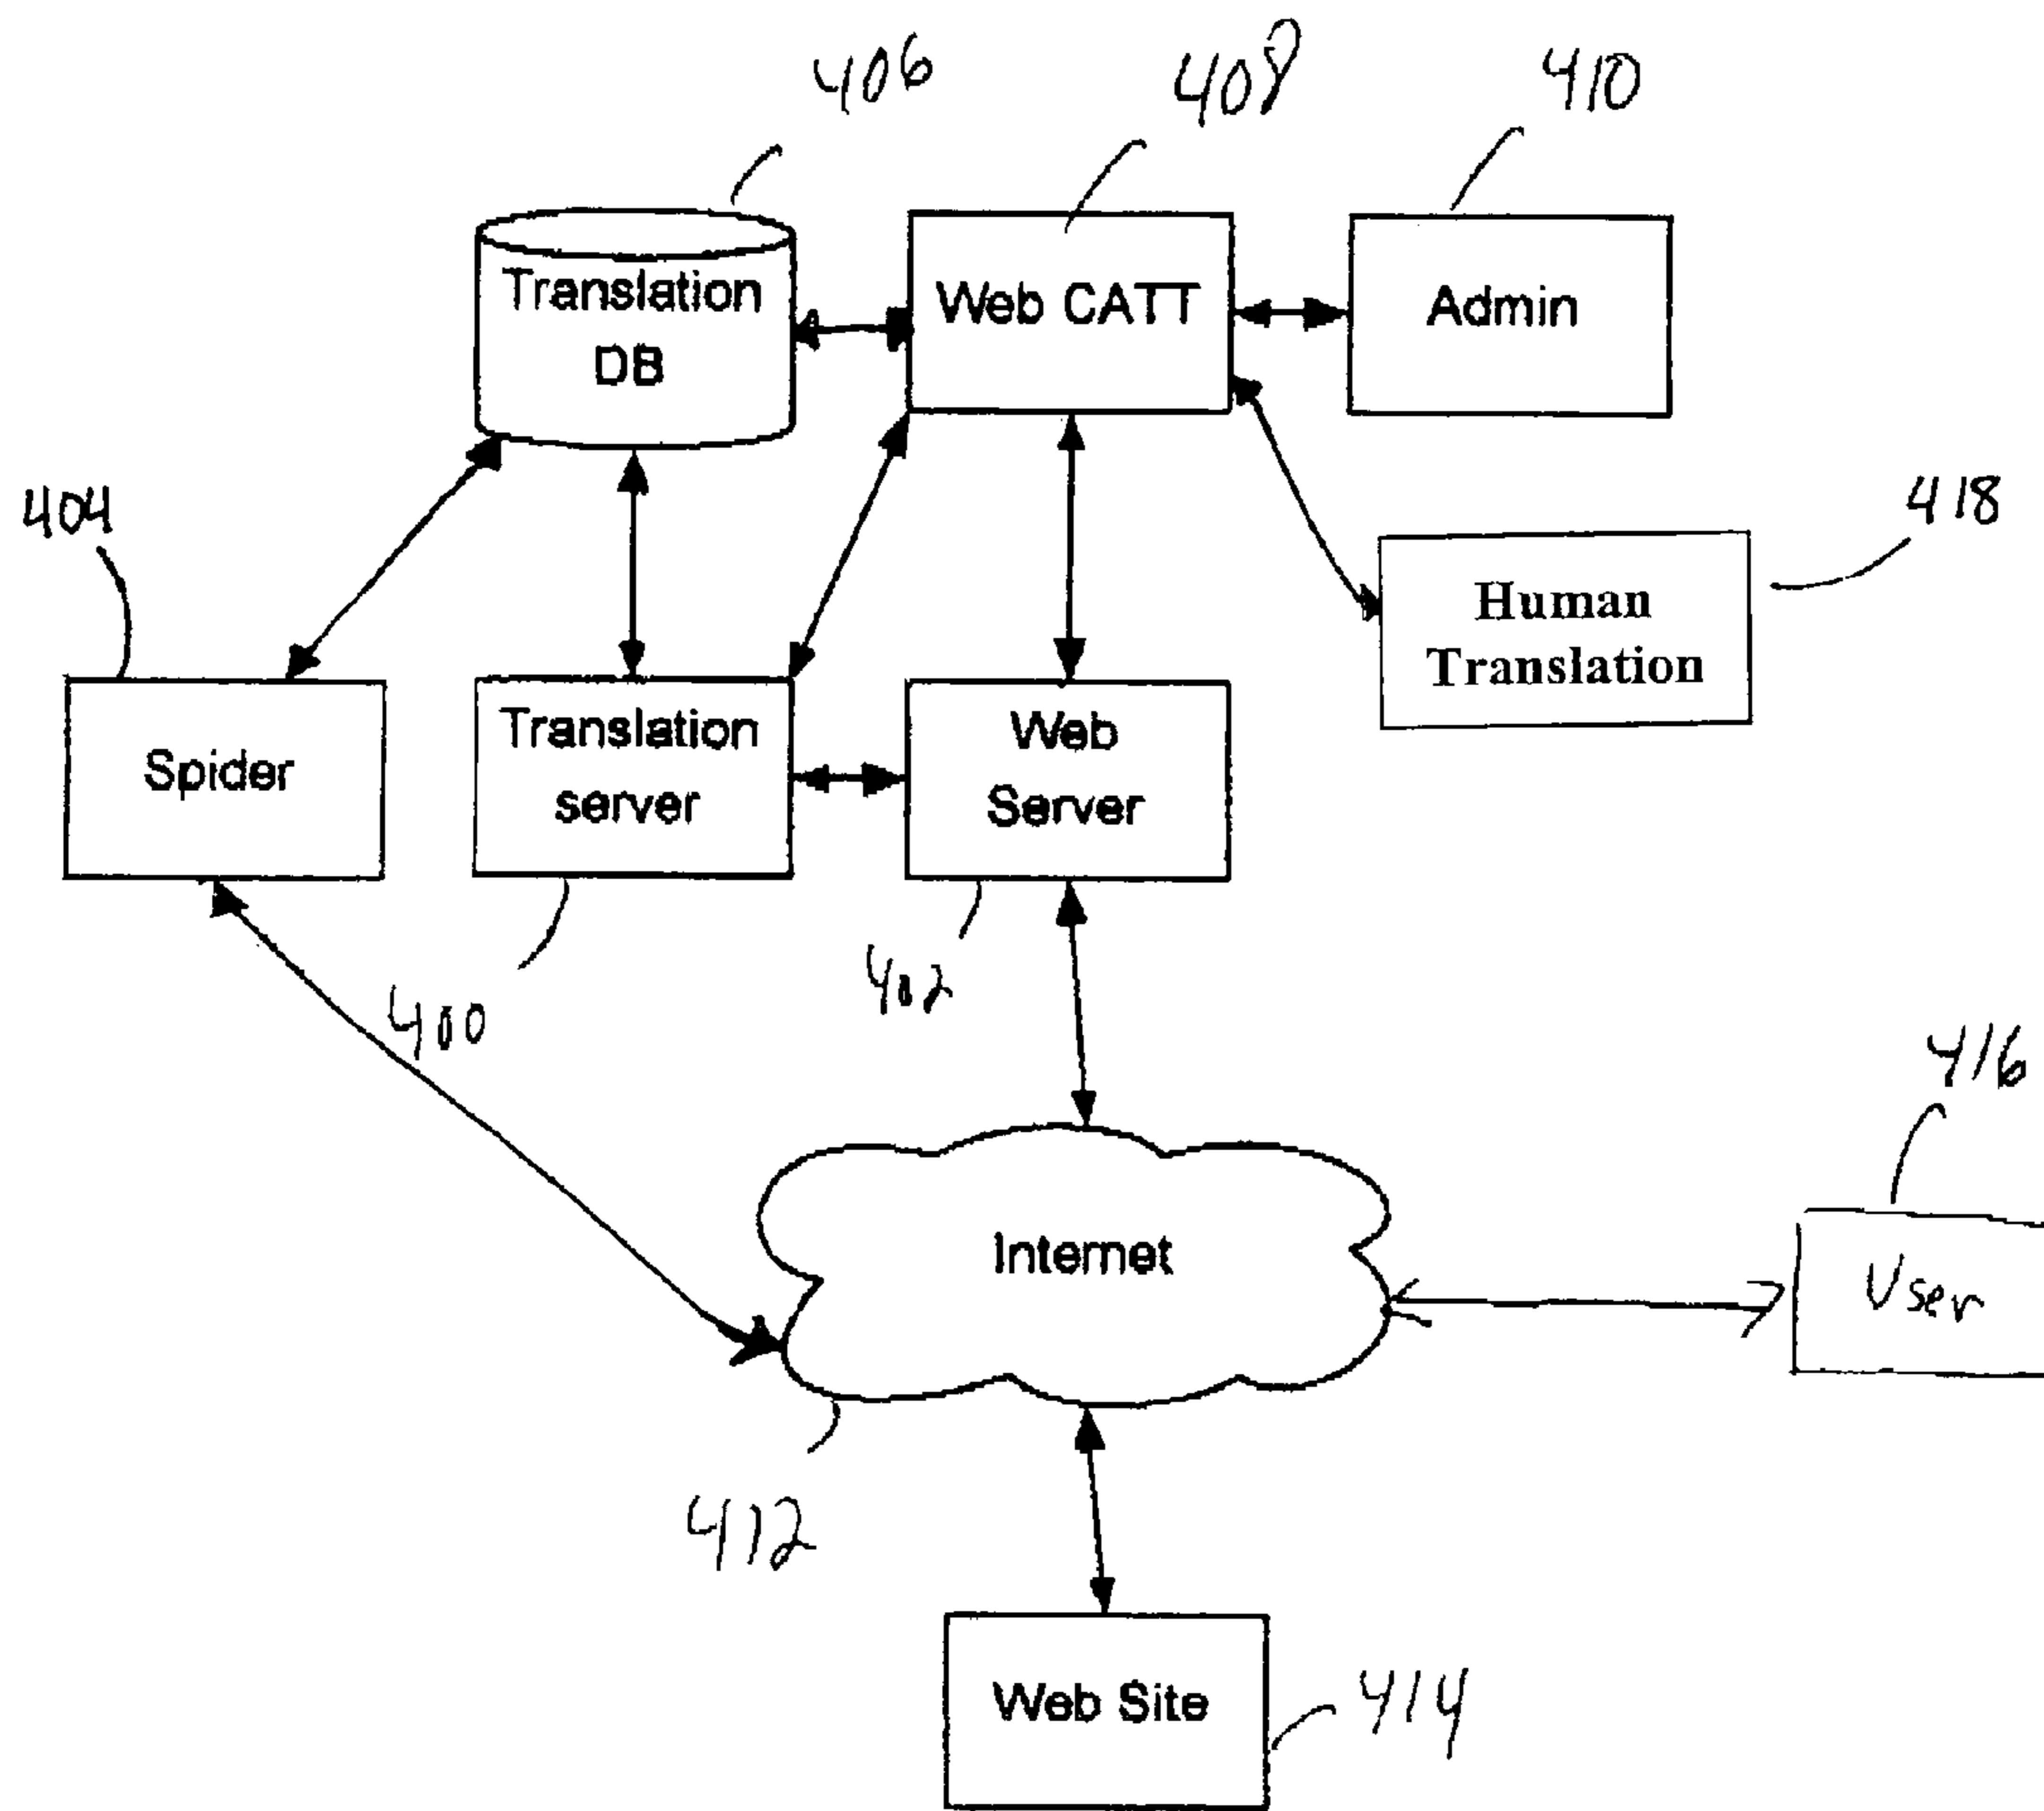 406
408
410
Translation
DB
Web CATT
Admin
404
418
Human
Translation
Spider
Translation
server
Web
Server
400
402
416
Internet
User
412
Web Site
414